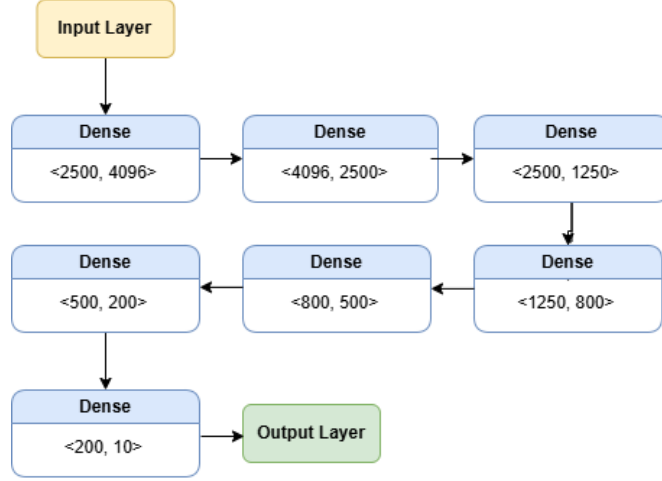 Input Layer
Dense
<2500, 4096>
Dense
<4096, 2500>
Dense
<2500, 1250>
Dense
<1250, 800>
Dense
<800, 500>
Dense
<500, 200>
Dense
<200, 10>
Output Layer